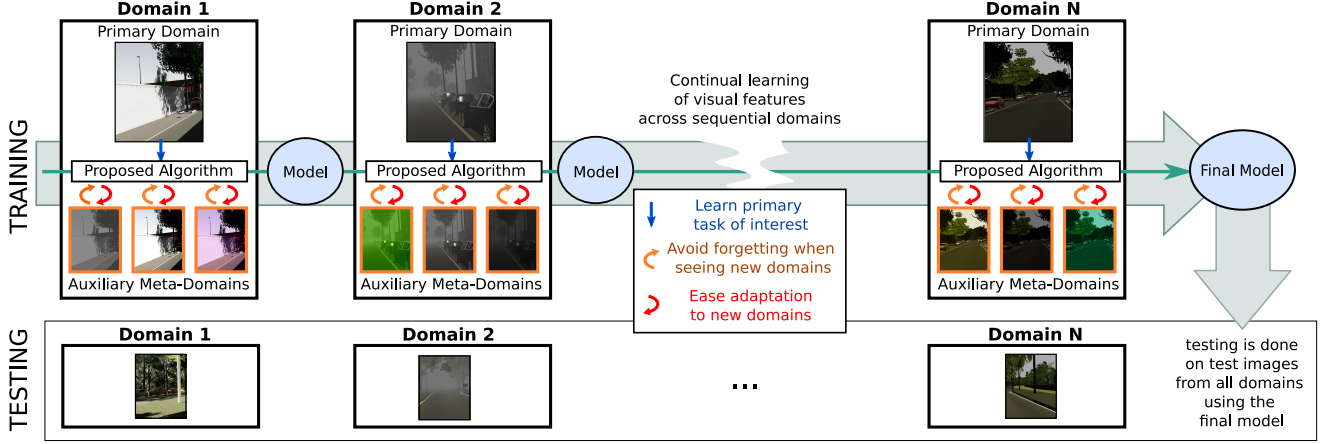 TRAINING
Domain 1
Primary Domain
Proposed Algorithm
Auxiliary Meta-Domains
Model
Domain 2
Primary Domain
Proposed Algorithm
Auxiliary Meta-Domains
Model
Continual learning
of visual features
across sequential domains
Learn primary
task of interest
Avoid forgetting when
seeing new domains
Ease adaptation
to new domains
Domain N
Primary Domain
Proposed Algorithm
Auxiliary Meta-Domains
Final Model
TESTING
Domain 1
Domain 2
...
Domain N
testing is done
on test images
from all domains
using the
final model